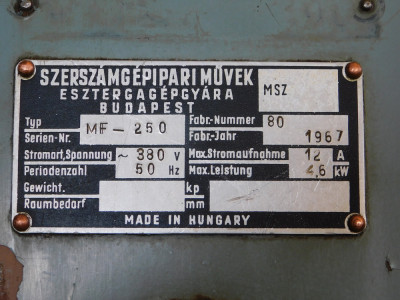 SZERSZÁMGÉPIPARI MŰVEK
ESZTERGAGÉPGYÁRA
BUDAPEST
MSZ
Typ MF-250 Fabr.-Nummer 80
Serien-Nr. Fabr.-Jahr 1967
Stromart, Spannung ~ 380 V Max. Stromaufnahme 12 A
Periodenzahl 50 Hz Max. Leistung 4,6 kW
Gewicht. kp
Raumbedarf mm
MADE IN HUNGARY